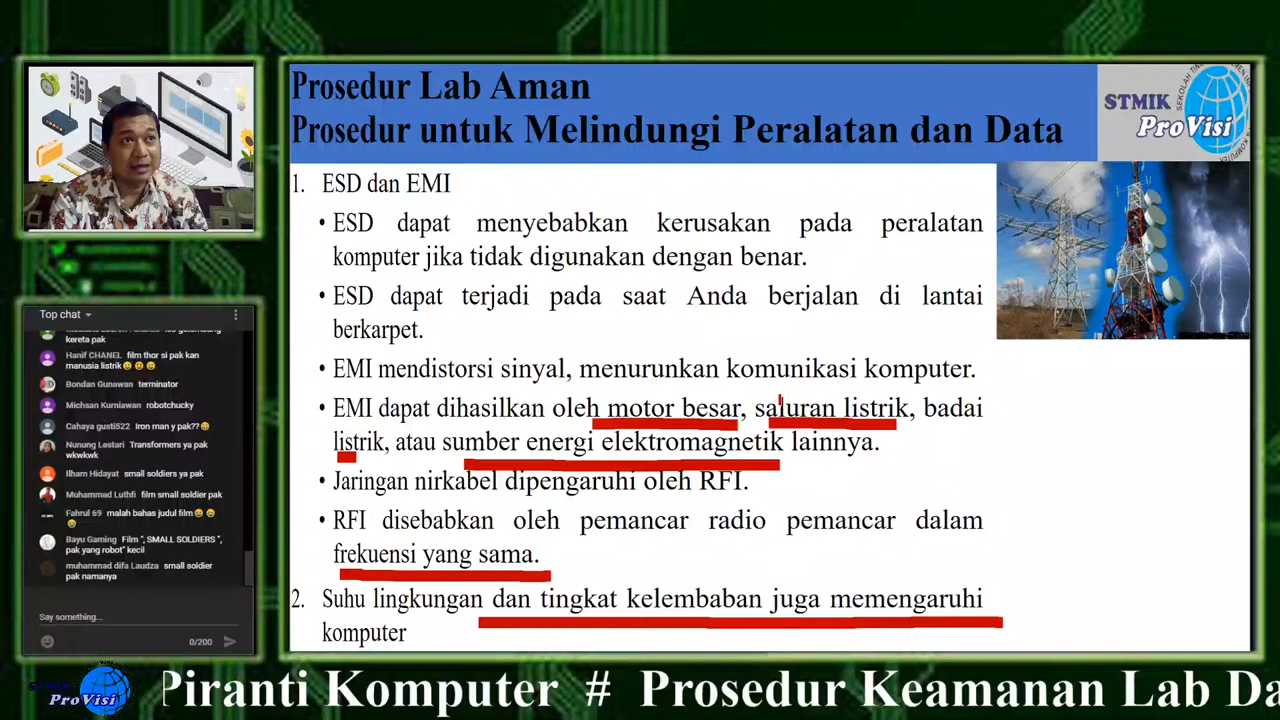 Prosedur Lab Aman
Prosedur untuk Melindungi Peralatan dan Data
STMIK
ProVisi
1. ESD dan EMI
• ESD dapat menyebabkan kerusakan pada peralatan
komputer jika tidak digunakan dengan benar.
• ESD dapat terjadi pada saat Anda berjalan di lantai
berkarpet.
• EMI mendistorsi sinyal, menurunkan komunikasi komputer.
• EMI dapat dihasilkan oleh motor besar, saluran listrik, badai
listrik, atau sumber energi elektromagnetik lainnya.
• Jaringan nirkabel dipengaruhi oleh RFI.
• RFI disebabkan oleh pemancar radio pemancar dalam
frekuensi yang sama.
2. Suhu lingkungan dan tingkat kelembaban juga memengaruhi
komputer
Top chat
kereta pak
Hanif CHANEL film thor si pak kan
manusia listrik
Bondan Gunawan terminator
Michsan Kurniawan robotchucky
Cahaya gusti522 Iron man y pak??
Nunung Lestari Transformers ya pak
wkwkwk
Ilham Hidayat small soldiers ya pak
Muhammad Luthfi film small soldier pak
Fahrul 69 malah bahas judul film
Bayu Gaming Film ", SMALL SOLDIERS ",
pak yang robot" kecil
muhammad difa Laudza small soldier
pak namanya
Say something...
0/200
STMIK
ProVisi
Piranti Komputer # Prosedur Keamanan Lab Da